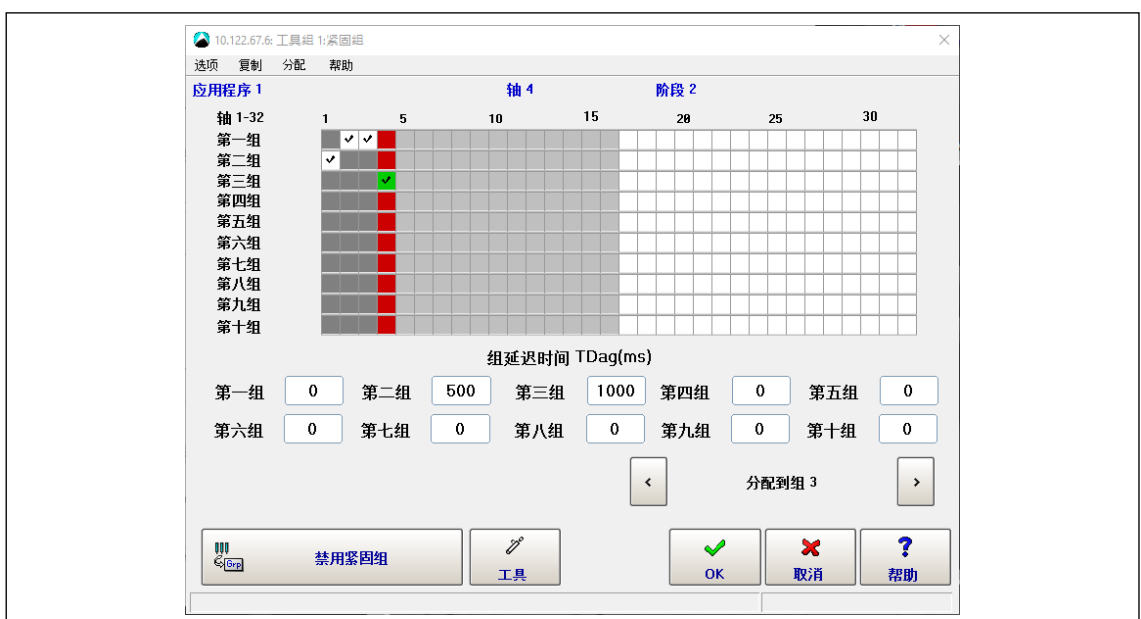 10.122.67.6: 工具组 1:紧固组
选项 复制 分配 帮助
应用程序 1 轴 4 阶段 2
轴 1-32 1 5 10 15 20 25 30
第一组
第二组
第三组
第四组
第五组
第六组
第七组
第八组
第九组
第十组
组延迟时间 TDag(ms)
第一组 0 第二组 500 第三组 1000 第四组 0 第五组 0
第六组 0 第七组 0 第八组 0 第九组 0 第十组 0
< 分配到组 3 >
Grp 禁用紧固组 工具 OK 取消 帮助